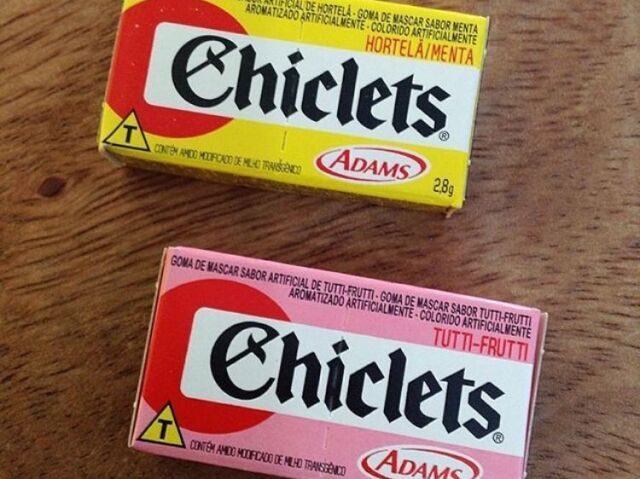 ARTIFICIAL DE HORTELÃ - GOMA DE MASCAR SABOR MENTA
AROMATIZADO ARTIFICIALMENTE - COLORIDO ARTIFICIALMENTE
HORTELÃ/MENTA
Chiclets®
T
CONTÉM AMIDO MODIFICADO DE MILHO TRANSGÊNICO
ADAMS
2,8g
GOMA DE MASCAR SABOR ARTIFICIAL DE TUTTI-FRUTTI - GOMA DE MASCAR SABOR TUTTI-FRUTTI
AROMATIZADO ARTIFICIALMENTE - COLORIDO ARTIFICIALMENTE
TUTTI-FRUTTI
Chiclets®
T
CONTÉM AMIDO MODIFICADO DE MILHO TRANSGÊNICO
ADAMS